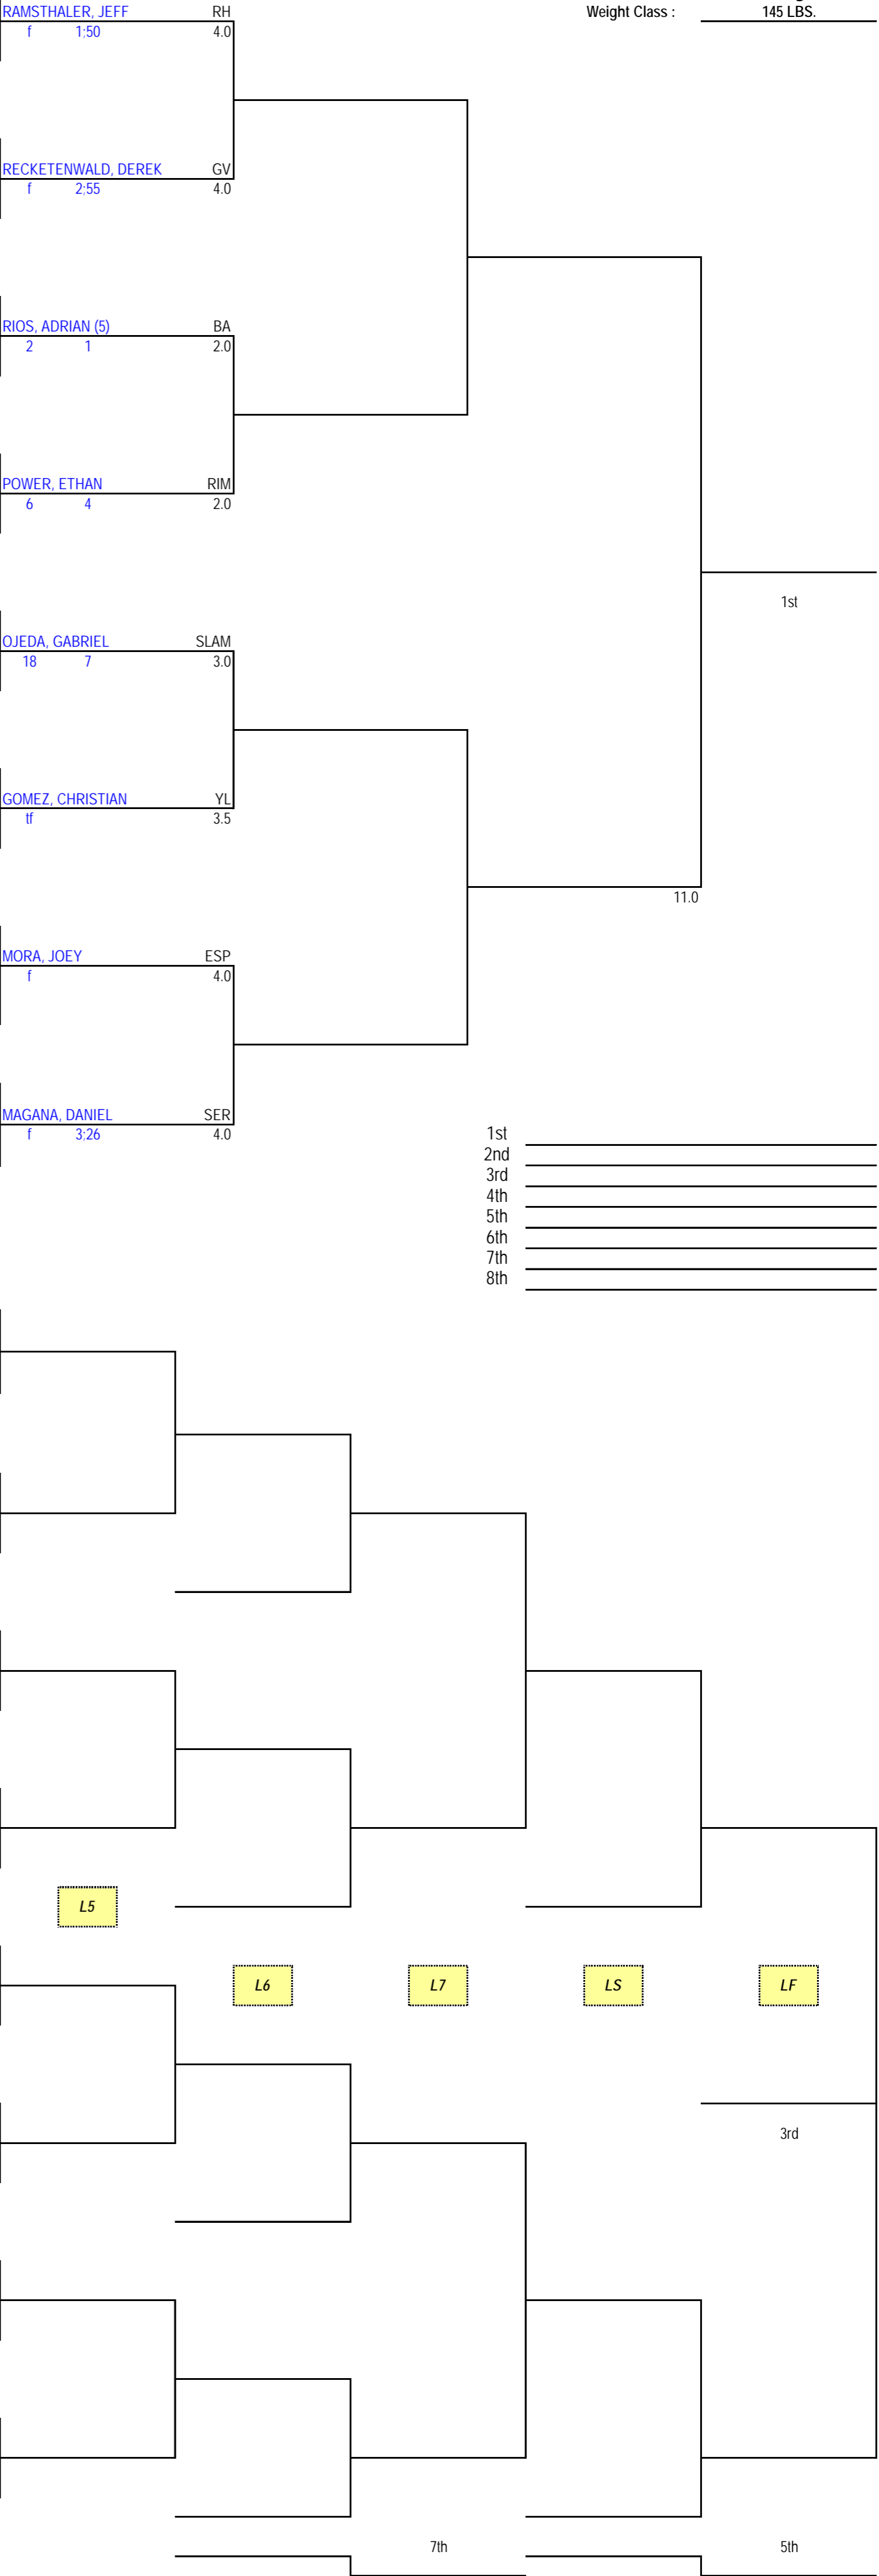 RAMSTHALER, JEFF RH Weight Class : 145 LBS.
f 1;50 4.0
RECKETENWALD, DEREK GV
f 2;55 4.0
RIOS, ADRIAN (5) BA
2 1 2.0
POWER, ETHAN RIM
6 4 2.0
1st
OJEDA, GABRIEL SLAM
18 7 3.0
GOMEZ, CHRISTIAN YL
tf 3.5
11.0
MORA, JOEY ESP
f 4.0
MAGANA, DANIEL SER
f 3;26 4.0
1st
2nd
3rd
4th
5th
6th
7th
8th
L5
L6 L7 LS LF
3rd
7th 5th